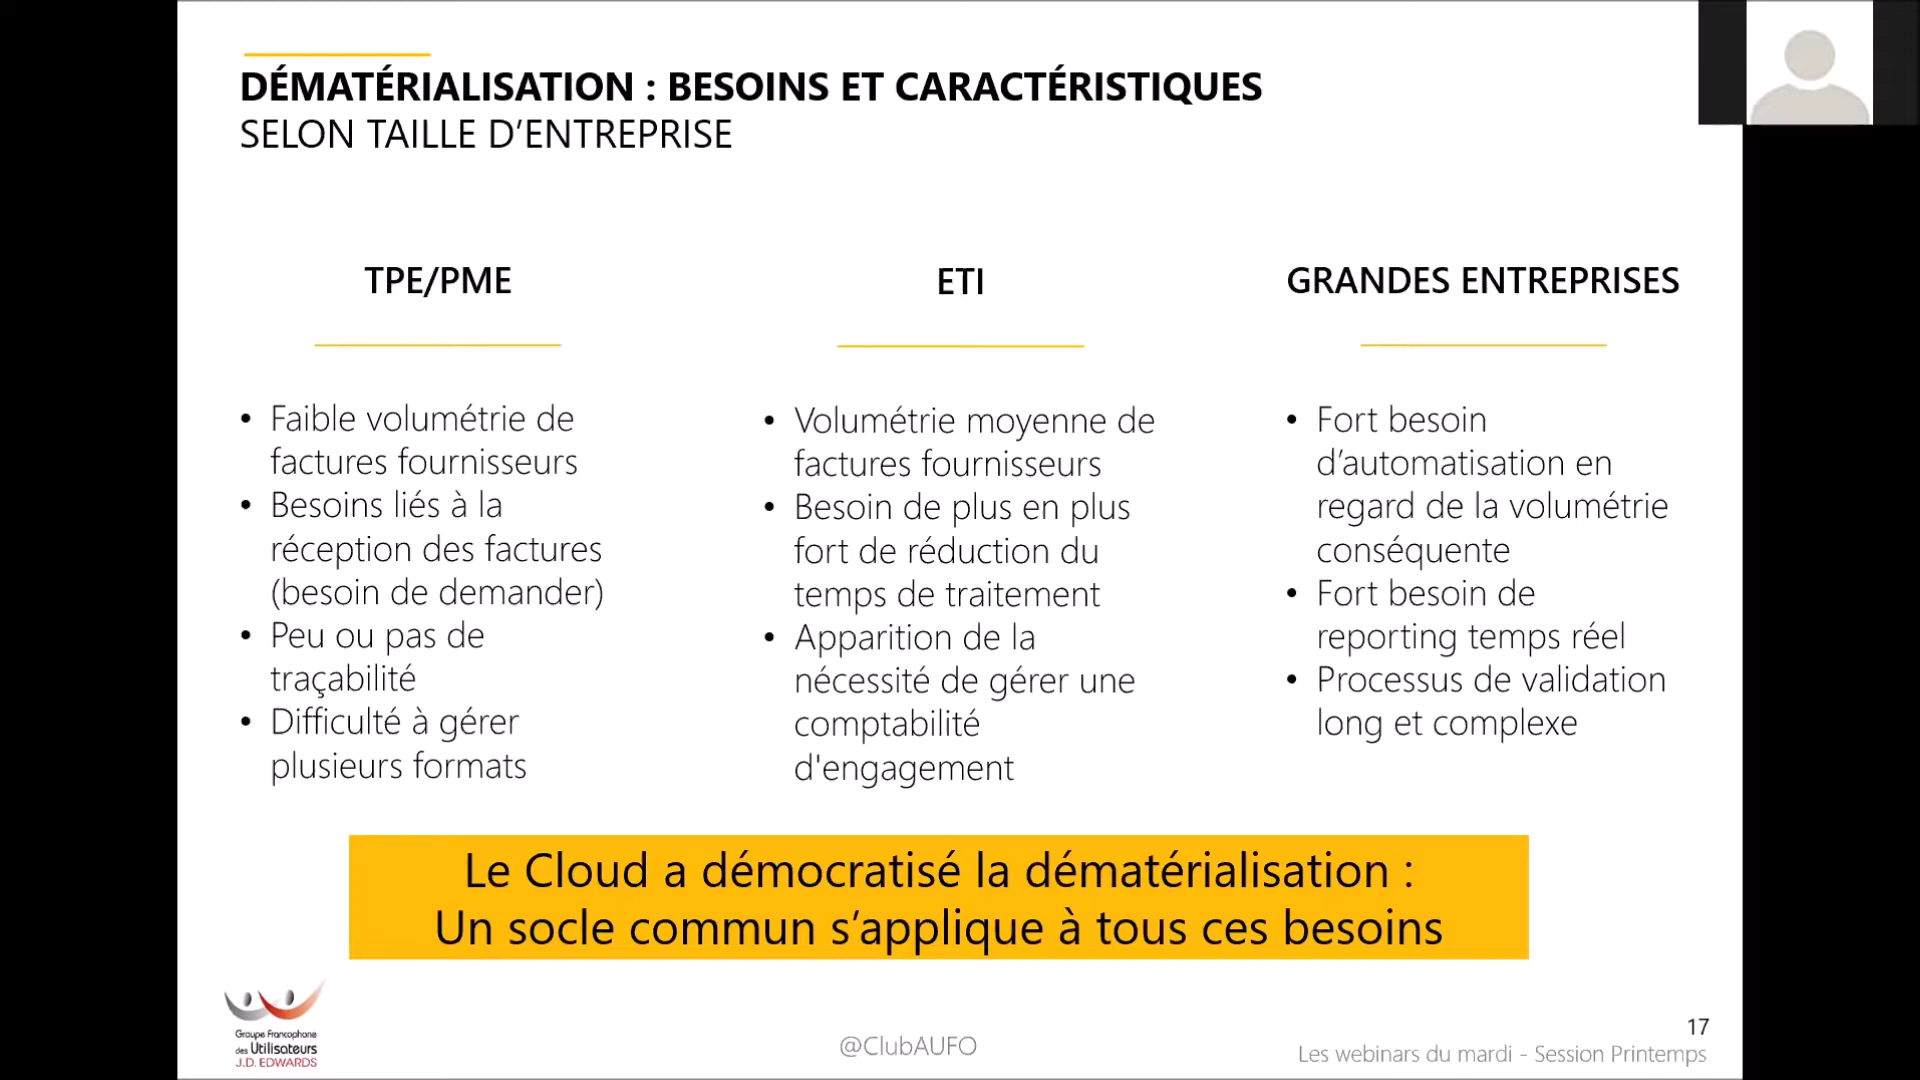 DÉMATÉRIALISATION : BESOINS ET CARACTÉRISTIQUES
SELON TAILLE D’ENTREPRISE
TPE/PME
• Faible volumétrie de
factures fournisseurs
• Besoins liés à la
réception des factures
(besoin de demander)
• Peu ou pas de
traçabilité
• Difficulté à gérer
plusieurs formats
ETI
• Volumétrie moyenne de
factures fournisseurs
• Besoin de plus en plus
fort de réduction du
temps de traitement
• Apparition de la
nécessité de gérer une
comptabilité
d'engagement
GRANDES ENTREPRISES
• Fort besoin
d’automatisation en
regard de la volumétrie
conséquente
• Fort besoin de
reporting temps réel
• Processus de validation
long et complexe
Le Cloud a démocratisé la dématérialisation :
Un socle commun s’applique à tous ces besoins
Groupe Francophone
des Utilisateurs
J.D. EDWARDS
@ClubAUFO
17
Les webinars du mardi - Session Printemps